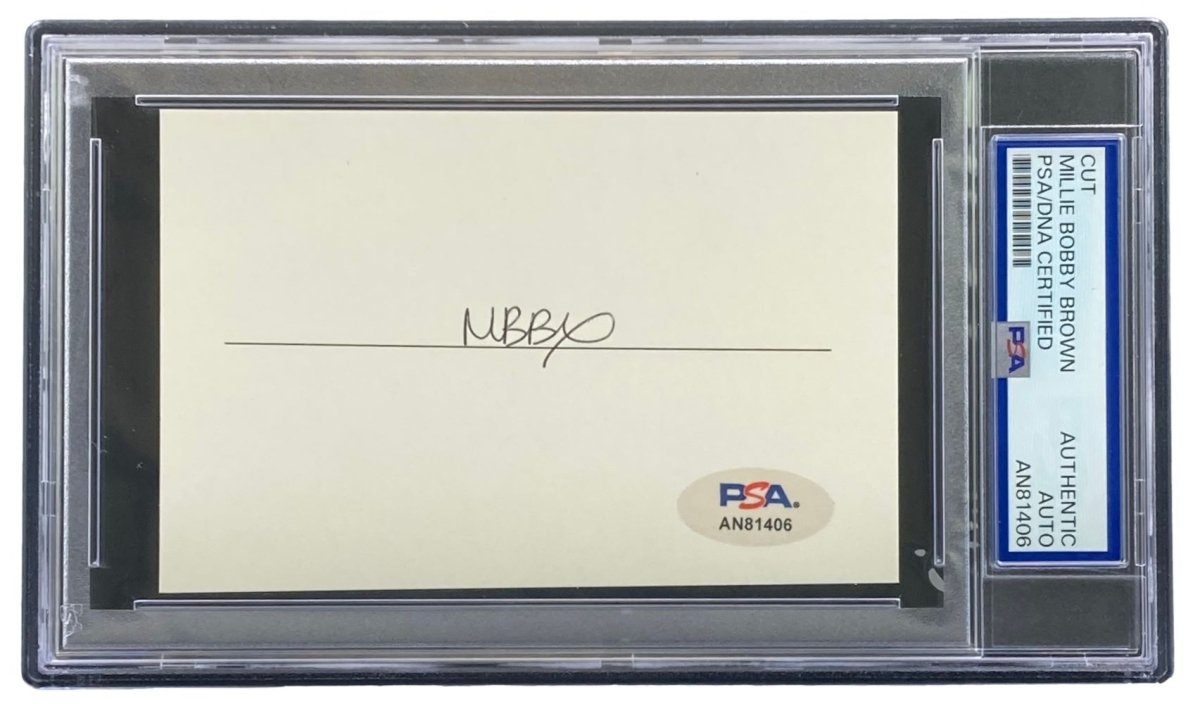 MBBx
PSA
AN81406
CUT
MILLIE BOBBY BROWN
PSA/DNA CERTIFIED
AUTHENTIC
AUTO
AN81406
PSA